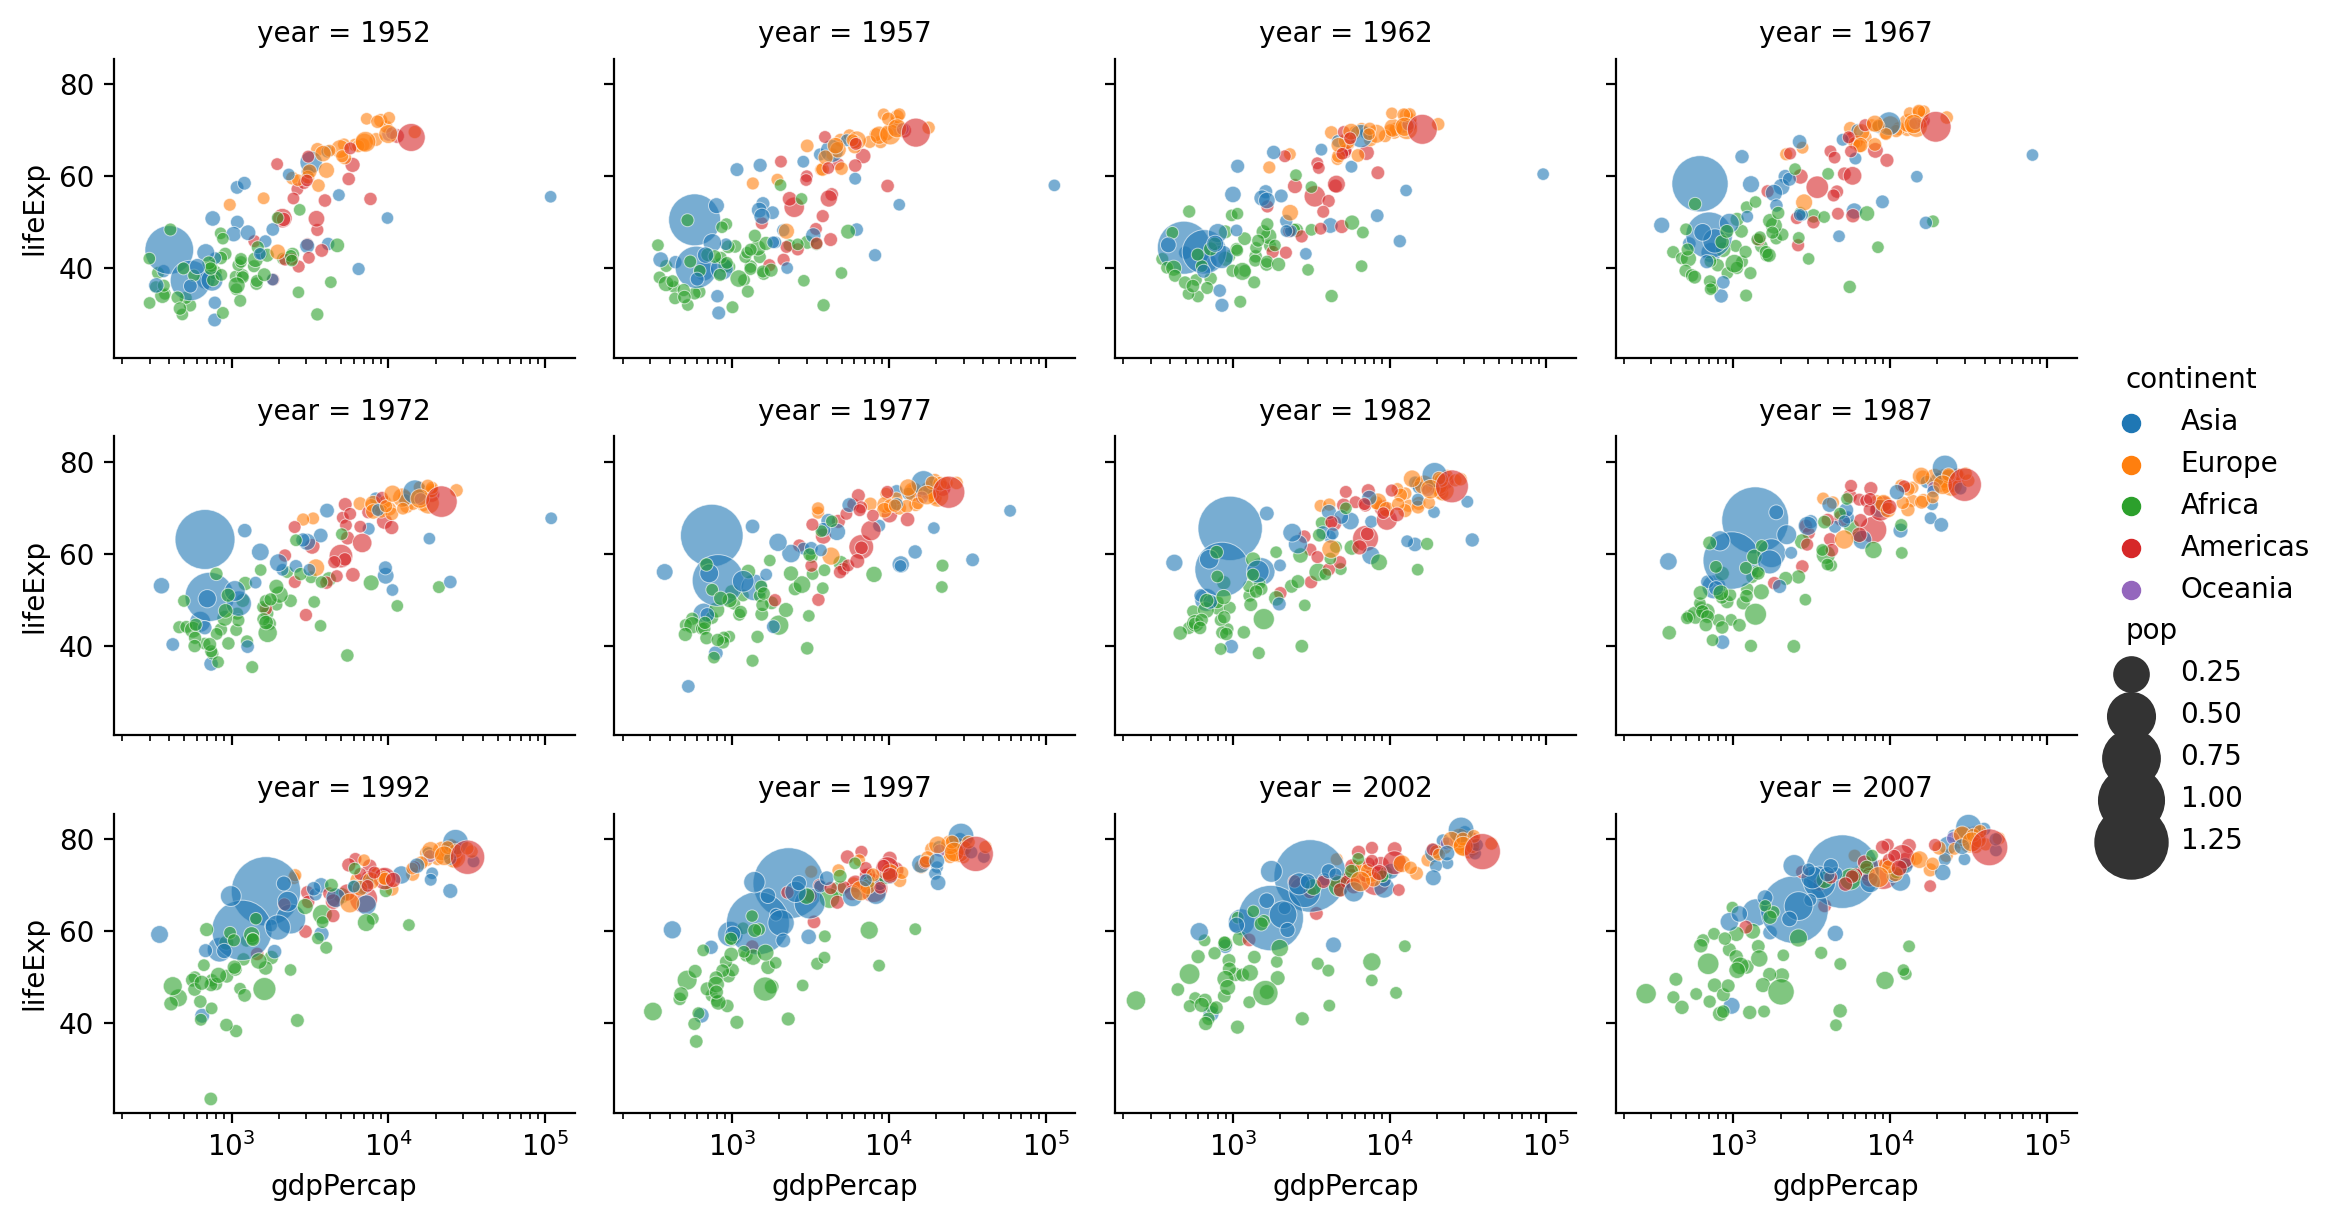 year = 1952
year = 1957
year = 1962
year = 1967
80
60
40
lifeExp
year = 1972
year = 1977
year = 1982
year = 1987
80
60
40
lifeExp
year = 1992
year = 1997
year = 2002
year = 2007
80
60
40
lifeExp
10³ 10⁴ 10⁵
10³ 10⁴ 10⁵
10³ 10⁴ 10⁵
10³ 10⁴ 10⁵
gdpPercap
gdpPercap
gdpPercap
gdpPercap
continent
Asia
Europe
Africa
Americas
Oceania
pop
0.25
0.50
0.75
1.00
1.25